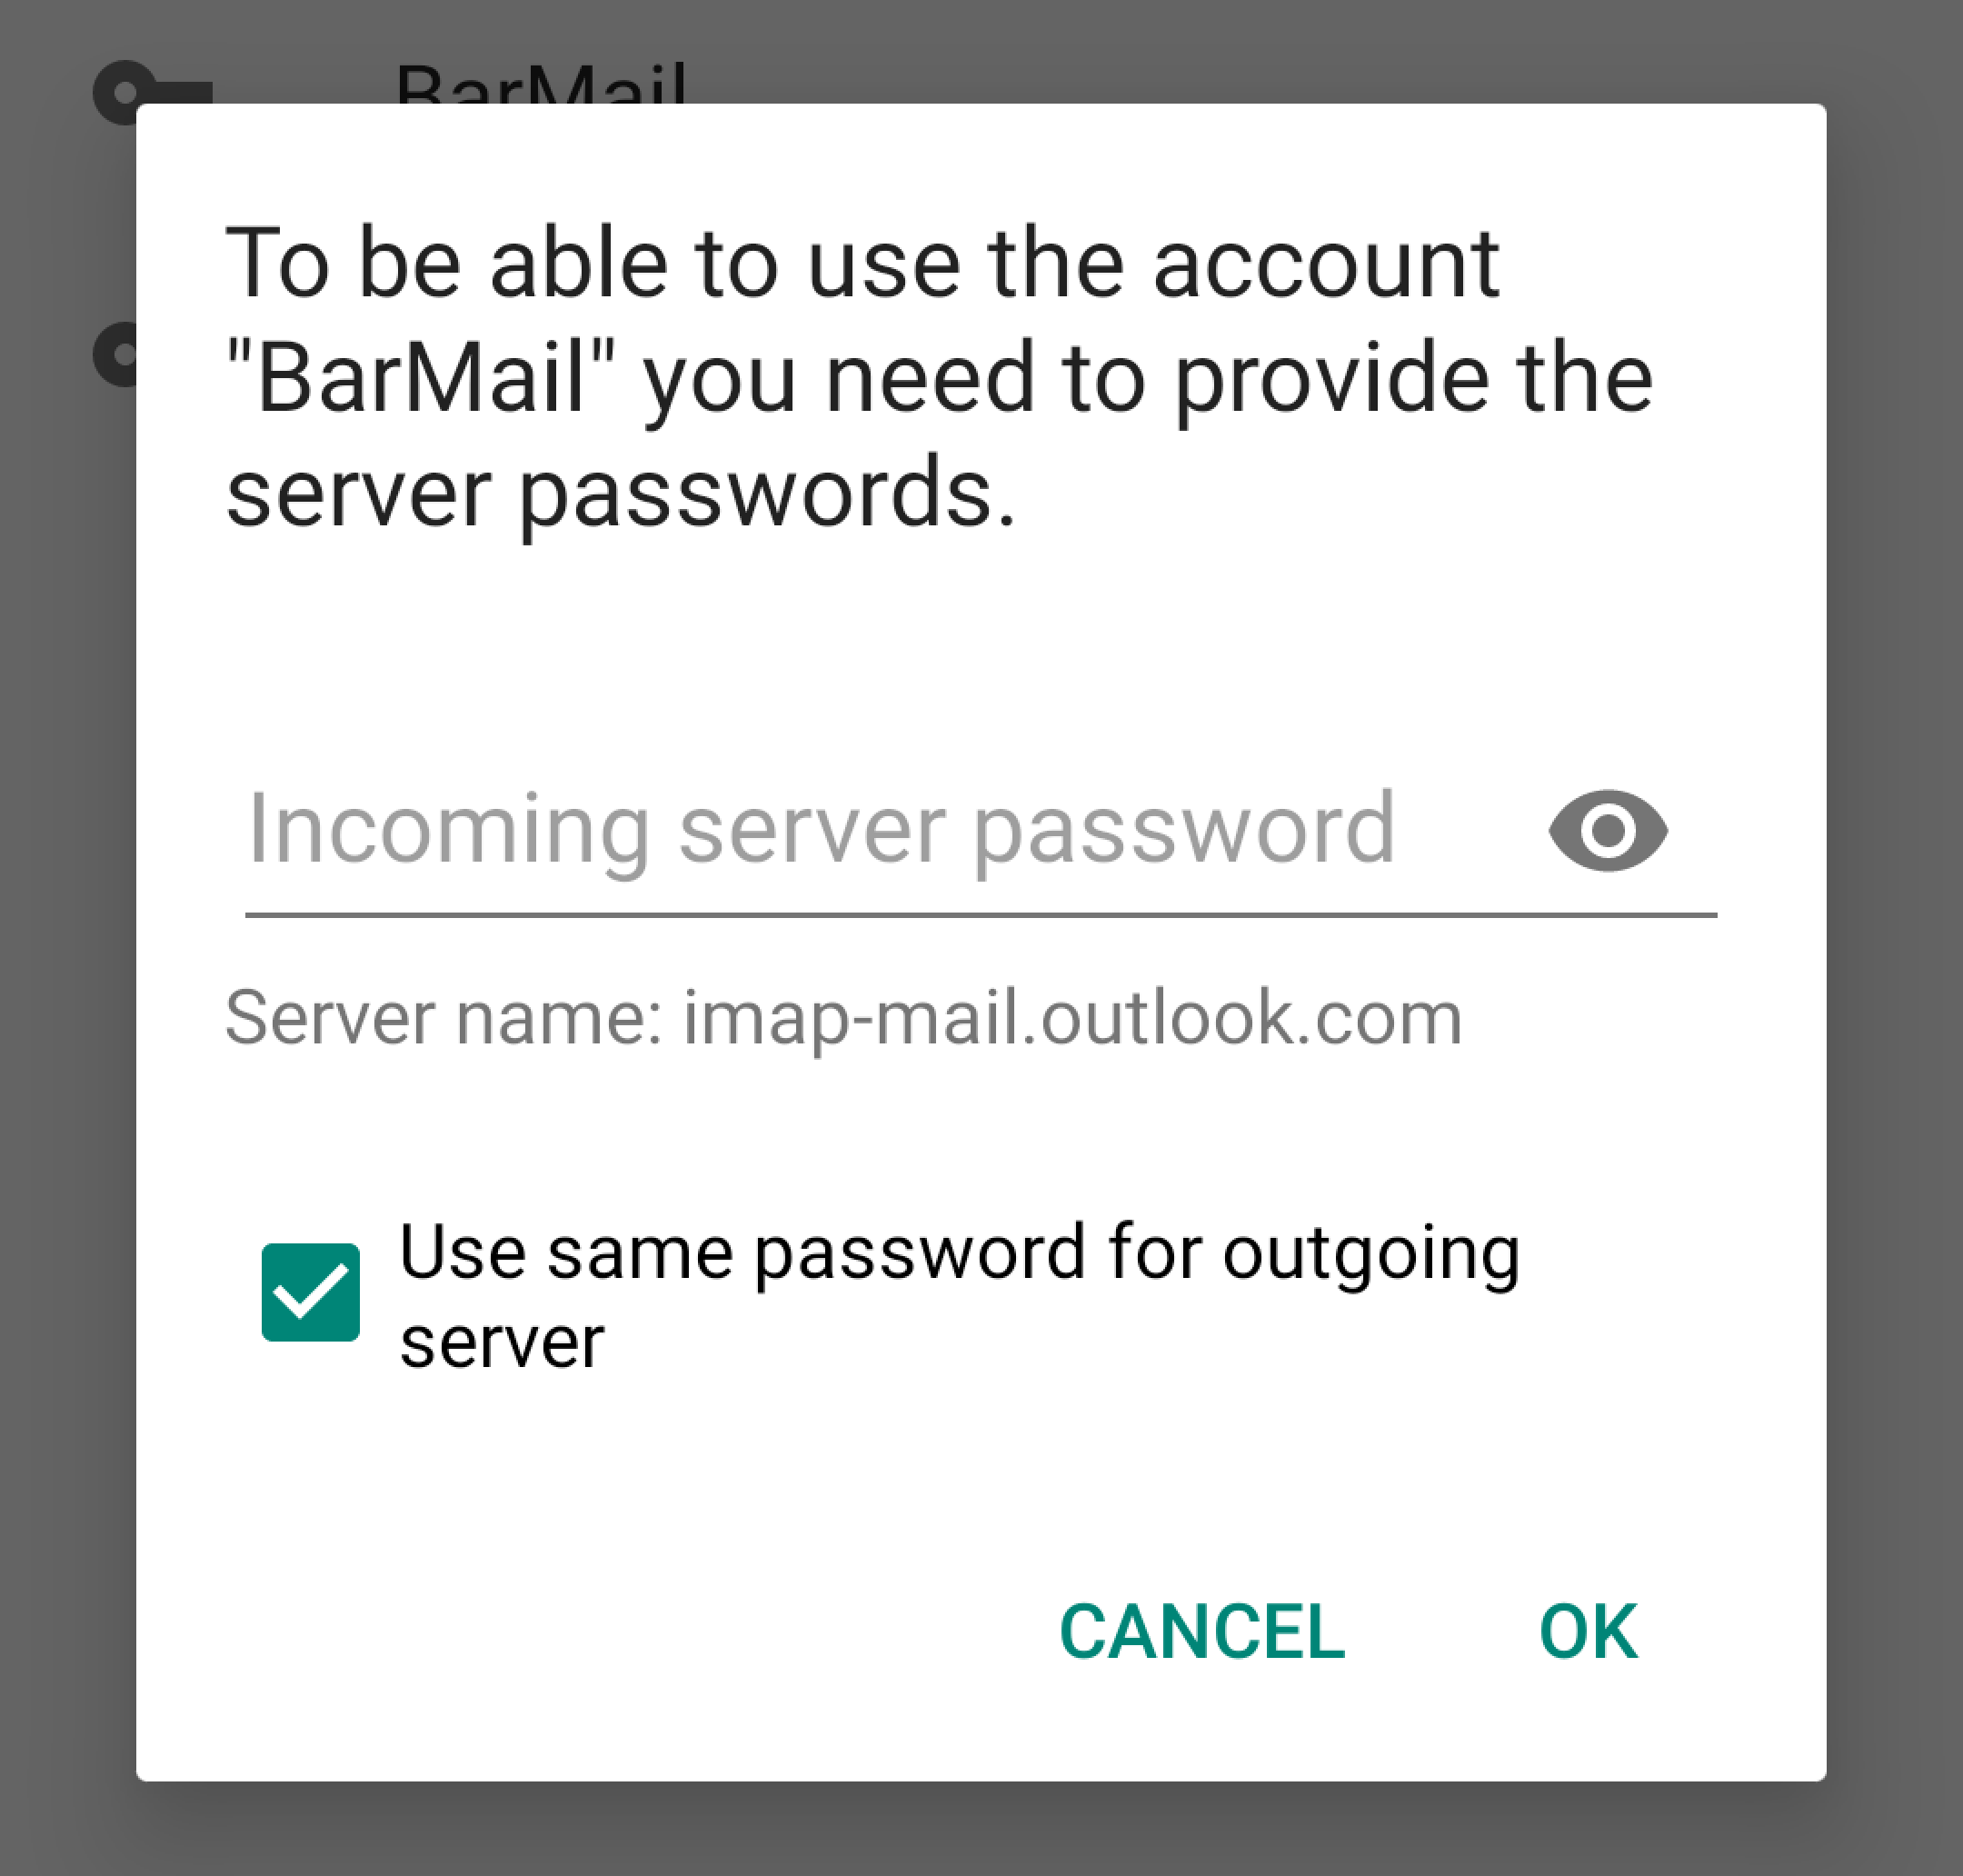 BarMail
To be able to use the account
"BarMail" you need to provide the
server passwords.
Incoming server password
Server name: imap-mail.outlook.com
Use same password for outgoing
server
CANCEL OK